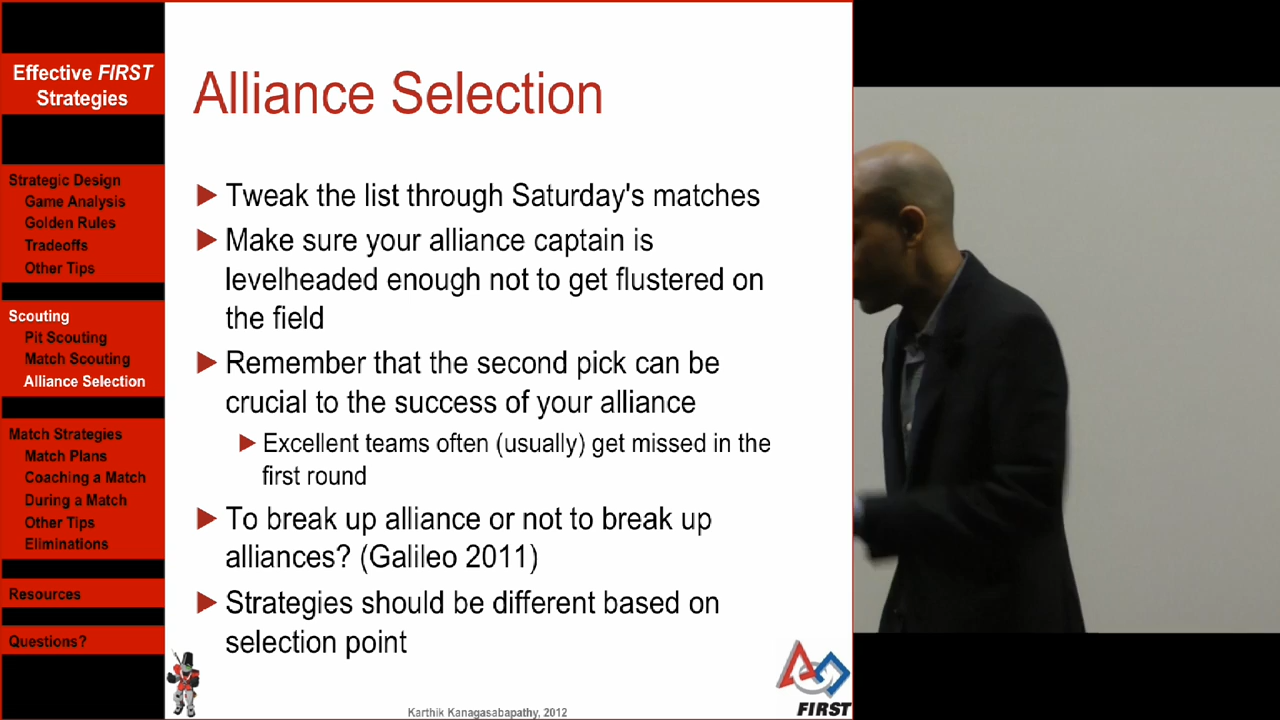 Effective FIRST
Strategies
Strategic Design
Game Analysis
Golden Rules
Tradeoffs
Other Tips
Scouting
Pit Scouting
Match Scouting
Alliance Selection
Match Strategies
Match Plans
Coaching a Match
During a Match
Other Tips
Eliminations
Resources
Questions?
Alliance Selection
Tweak the list through Saturday's matches
Make sure your alliance captain is
levelheaded enough not to get flustered on
the field
Remember that the second pick can be
crucial to the success of your alliance
Excellent teams often (usually) get missed in the
first round
To break up alliance or not to break up
alliances? (Galileo 2011)
Strategies should be different based on
selection point
Karthik Kanagasabapathy, 2012
FIRST